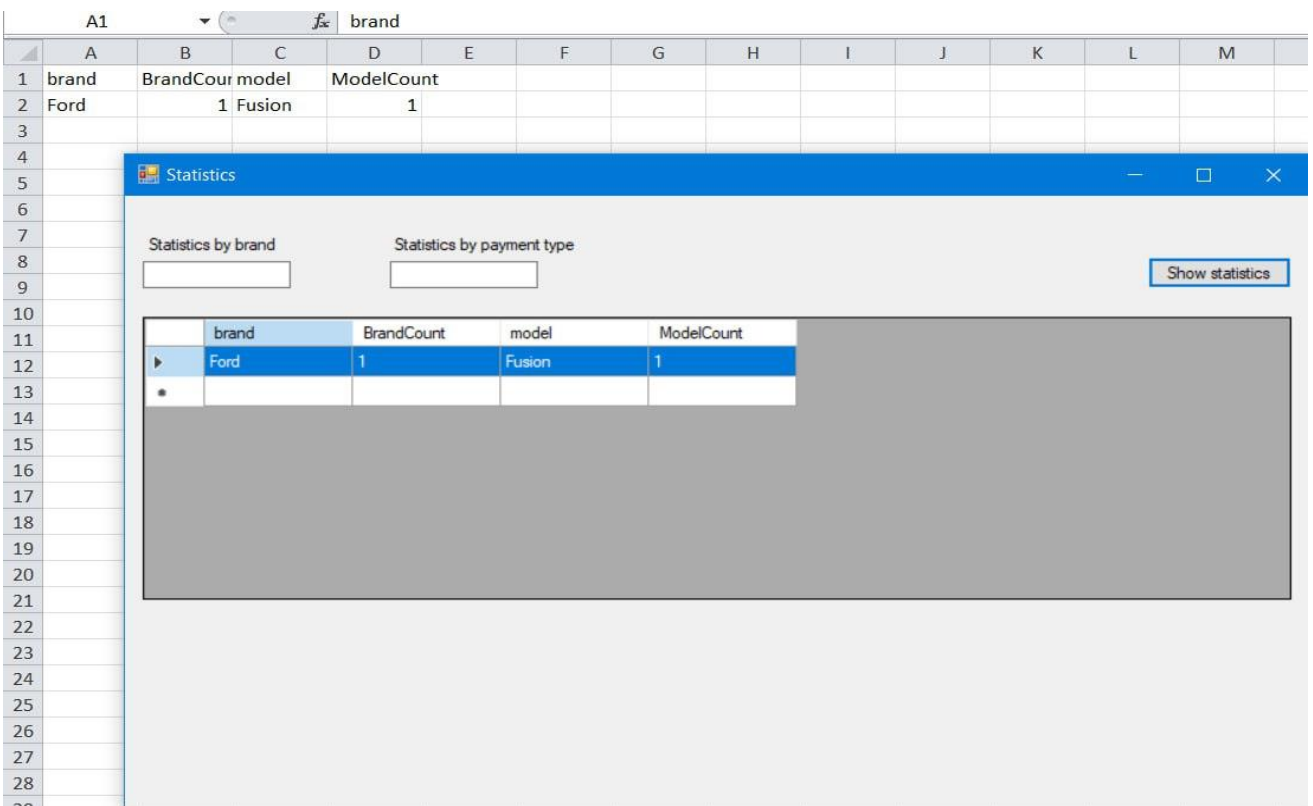 A1 fx brand
A B C D E F G H I J K L M
1 brand BrandCour model ModelCount
2 Ford 1 Fusion 1
3
4
5
6
7
8
9
10
11
12
13
14
15
16
17
18
19
20
21
22
23
24
25
26
27
28
Statistics
Statistics by brand Statistics by payment type
Show statistics
brand BrandCount model ModelCount
Ford 1 Fusion 1